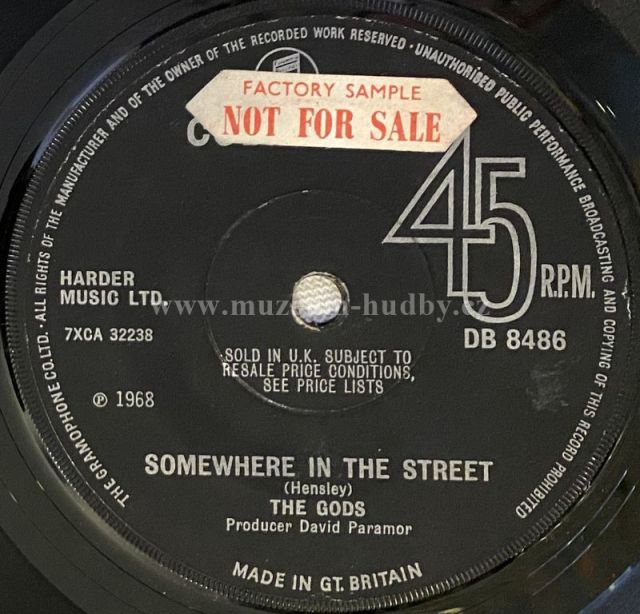 THE GRAMOPHONE CO. LTD. · ALL RIGHTS OF THE MANUFACTURER AND OF THE OWNER OF THE RECORDED WORK RESERVED · UNAUTHORISED PUBLIC PERFORMANCE BROADCASTING AND COPYING OF THIS RECORD PROHIBITED
FACTORY SAMPLE
NOT FOR SALE
45
R.P.M.
HARDER
MUSIC LTD.
www.muzeum-hudby.cz
7XCA 32238
DB 8486
SOLD IN U.K. SUBJECT TO
RESALE PRICE CONDITIONS,
SEE PRICE LISTS
℗ 1968
SOMEWHERE IN THE STREET
(Hensley)
THE GODS
Producer David Paramor
MADE IN GT. BRITAIN